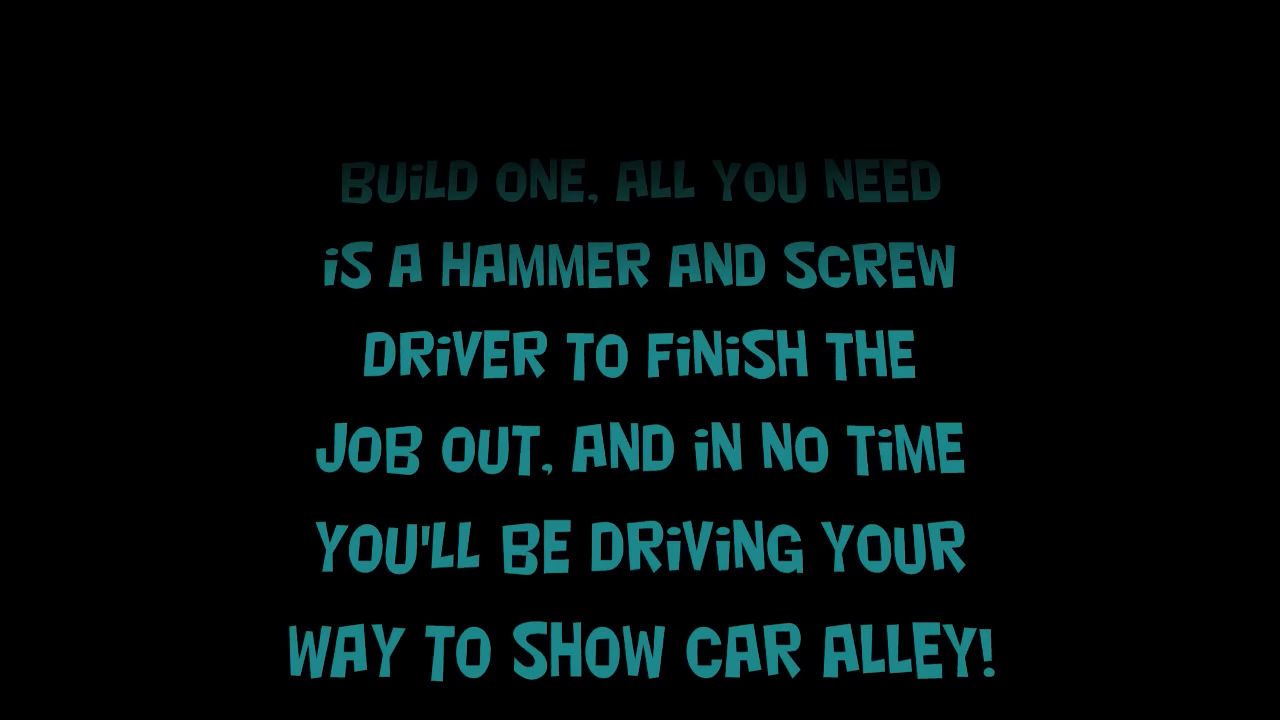 BUILD ONE, ALL YOU NEED
IS A HAMMER AND SCREW
DRIVER TO FINISH THE
JOB OUT, AND IN NO TIME
YOU'LL BE DRIVING YOUR
WAY TO SHOW CAR ALLEY!